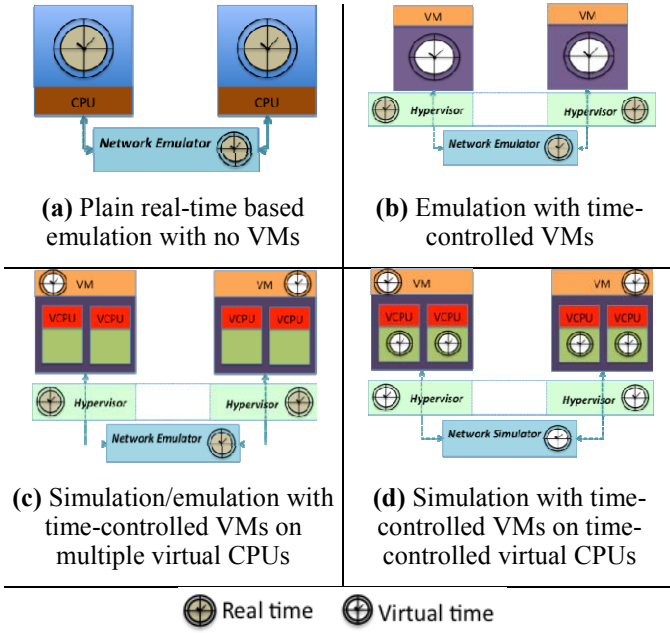 CPU CPU
Network Emulator
(a) Plain real-time based
emulation with no VMs
VM VM
Hypervisor Hypervisor
Network Emulator
(b) Emulation with time-
controlled VMs
VM VM
VCPU VCPU VCPU VCPU
Hypervisor Hypervisor
Network Emulator
(c) Simulation/emulation with
time-controlled VMs on
multiple virtual CPUs
VM VM
VCPU VCPU VCPU VCPU
Hypervisor Hypervisor
Network Simulator
(d) Simulation with time-
controlled VMs on time-
controlled virtual CPUs
Real time Virtual time